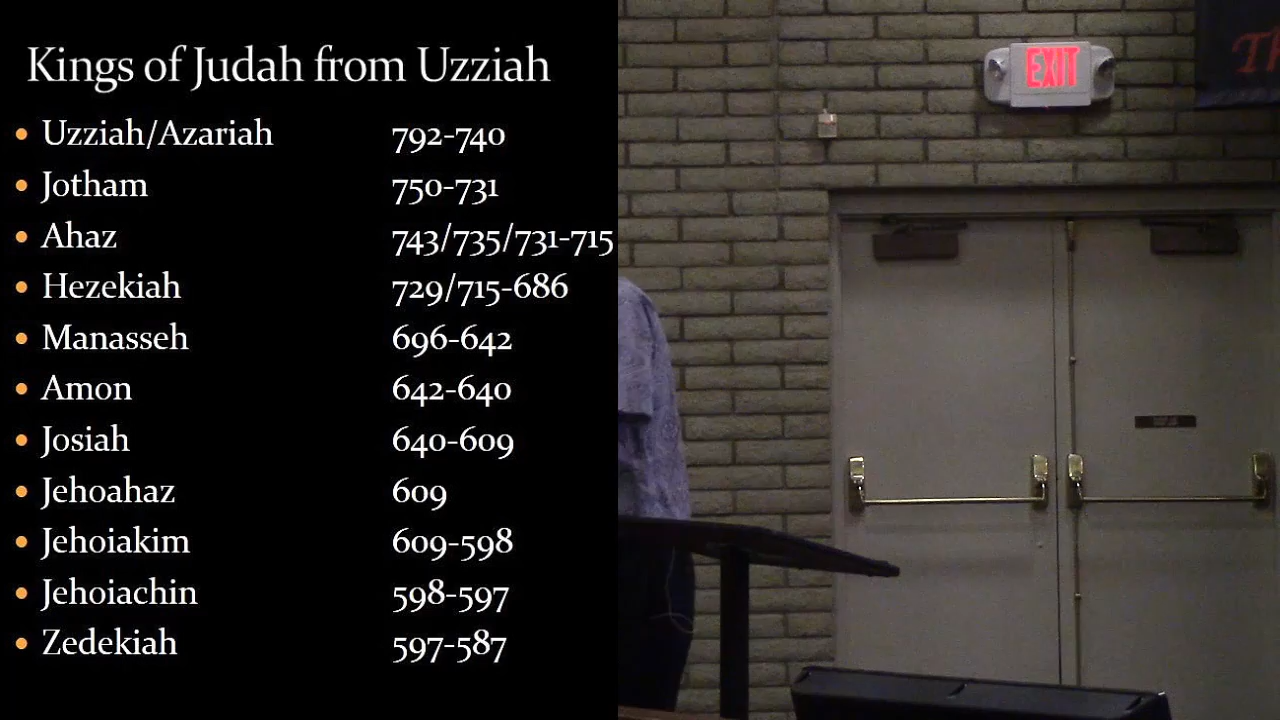 Kings of Judah from Uzziah
• Uzziah/Azariah 792-740
• Jotham 750-731
• Ahaz 743/735/731-715
• Hezekiah 729/715-686
• Manasseh 696-642
• Amon 642-640
• Josiah 640-609
• Jehoahaz 609
• Jehoiakim 609-598
• Jehoiachin 598-597
• Zedekiah 597-587
EXIT